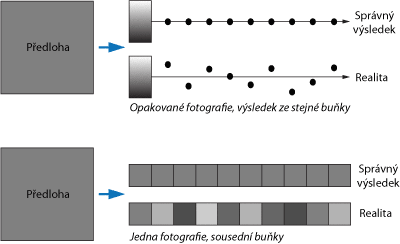 Předloha
Správný
výsledek
Realita
Opakované fotografie, výsledek ze stejné buňky
Předloha
Správný
výsledek
Realita
Jedna fotografie, sousední buňky